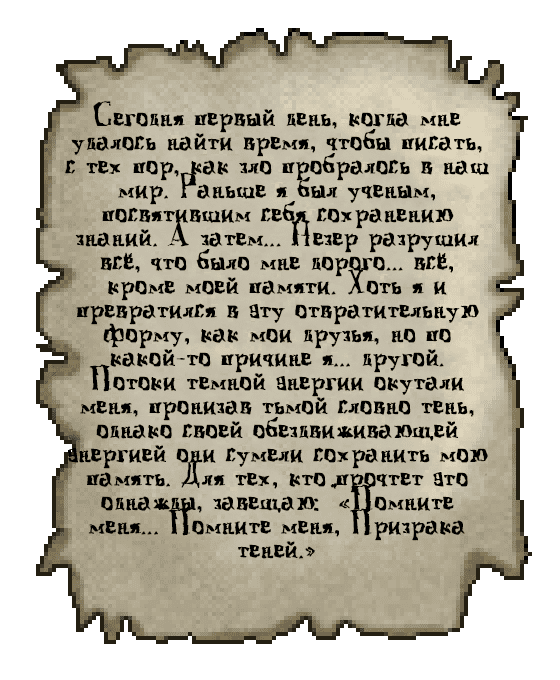 Сегодня первый день, когда мне
удалось найти время, чтобы писать,
с тех пор, как зло пробралось в наш
мир. Раньше я был ученым,
посвятившим себя сохранению
знаний. А затем... Пезер разрушил
всё, что было мне дорого... всё,
кроме моей памяти. Хоть я и
превратился в эту отвратительную
форму, как мои друзья, но по
какой-то причине я... другой.
Потоки темной энергии окутали
меня, пронизав тьмой словно тень,
однако своей обездвиживающей
энергией они сумели сохранить мою
память. Для тех, кто прочтет это
однажды, завещаю: «Помните
меня... Помните меня, Призрака
теней.»